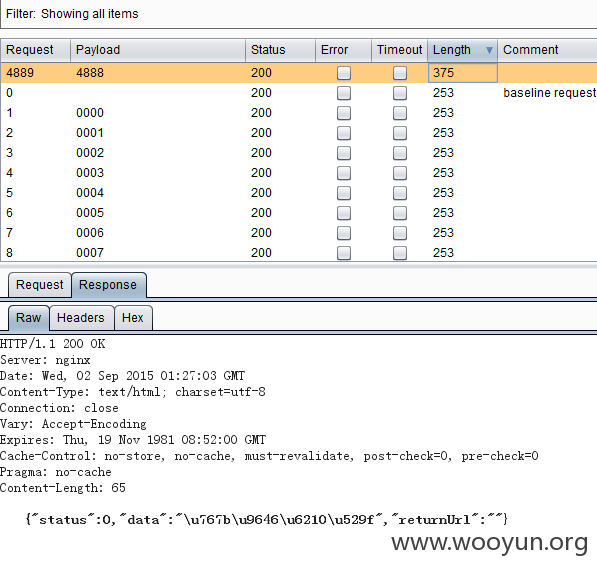 Filter: Showing all items
Request Payload Status Error Timeout Length Comment
4889 4888 200 375
0 200 253 baseline request
1 0000 200 253
2 0001 200 253
3 0002 200 253
4 0003 200 253
5 0004 200 253
6 0005 200 253
7 0006 200 253
8 0007 200 253
Request Response
Raw Headers Hex
HTTP/1.1 200 OK
Server: nginx
Date: Wed, 02 Sep 2015 01:27:03 GMT
Content-Type: text/html; charset=utf-8
Connection: close
Vary: Accept-Encoding
Expires: Thu, 19 Nov 1981 08:52:00 GMT
Cache-Control: no-store, no-cache, must-revalidate, post-check=0, pre-check=0
Pragma: no-cache
Content-Length: 65
{"status":0,"data":"\u767b\u9646\u6210\u529f","returnUrl":""}
www.wooyun.org